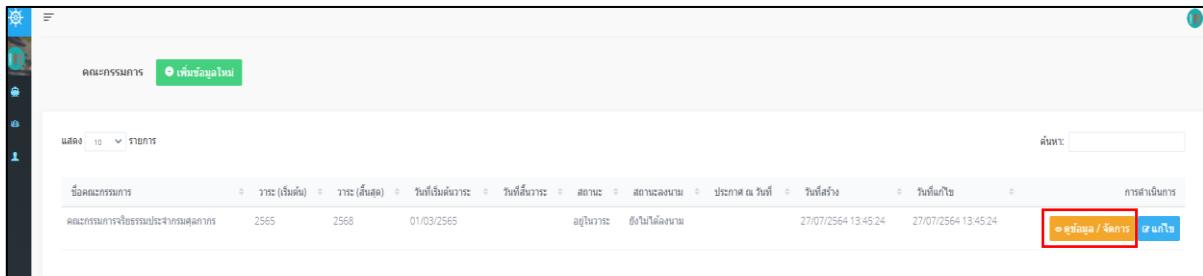 คณะกรรมการ เพิ่มข้อมูลใหม่
แสดง 10 รายการ ค้นหา:
ชื่อคณะกรรมการ วาระ (เริ่มต้น) วาระ (สิ้นสุด) วันที่เริ่มต้นวาระ วันที่สิ้นวาระ สถานะ สถานะลงนาม ประกาศ ณ วันที่ วันที่สร้าง วันที่แก้ไข การดำเนินการ
คณะกรรมการจริยธรรมประจำกรมศุลกากร 2565 2568 01/03/2565 อยู่ในวาระ ยังไม่ได้ลงนาม 27/07/2564 13:45:24 27/07/2564 13:45:24 ดูข้อมูล / จัดการ แก้ไข